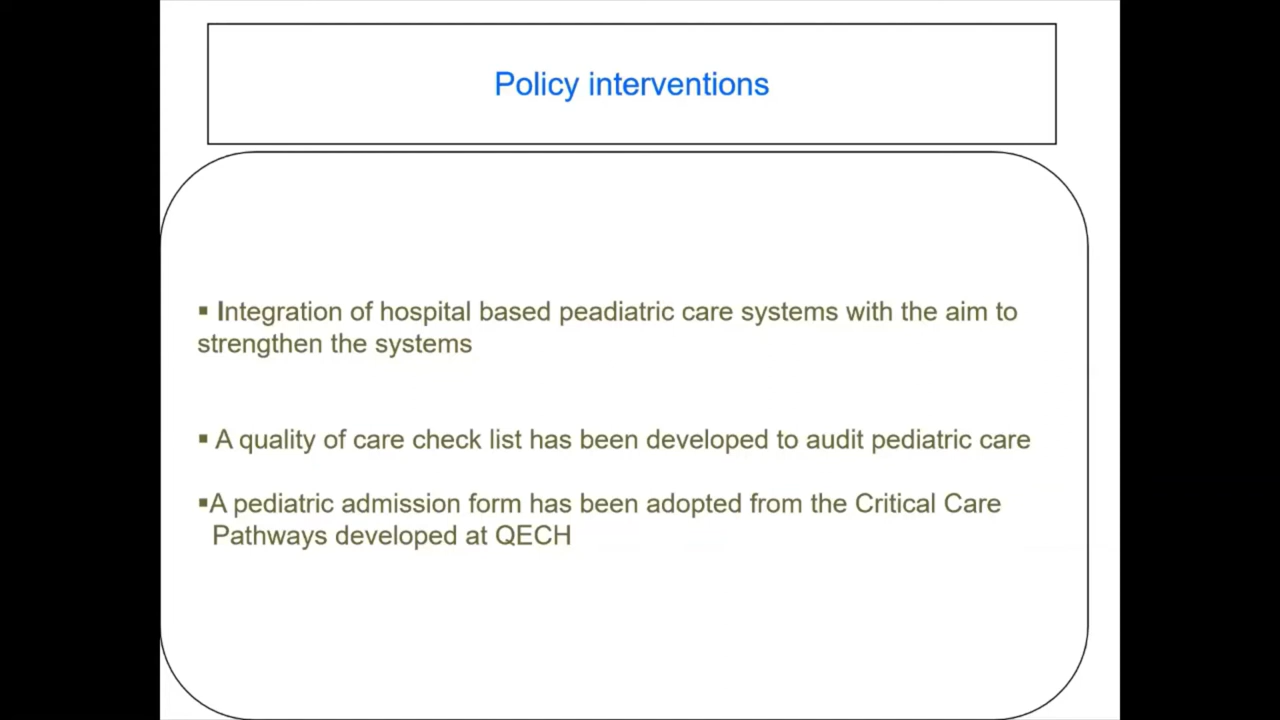 Policy interventions
▪ Integration of hospital based peadiatric care systems with the aim to
strengthen the systems
▪ A quality of care check list has been developed to audit pediatric care
▪A pediatric admission form has been adopted from the Critical Care
Pathways developed at QECH